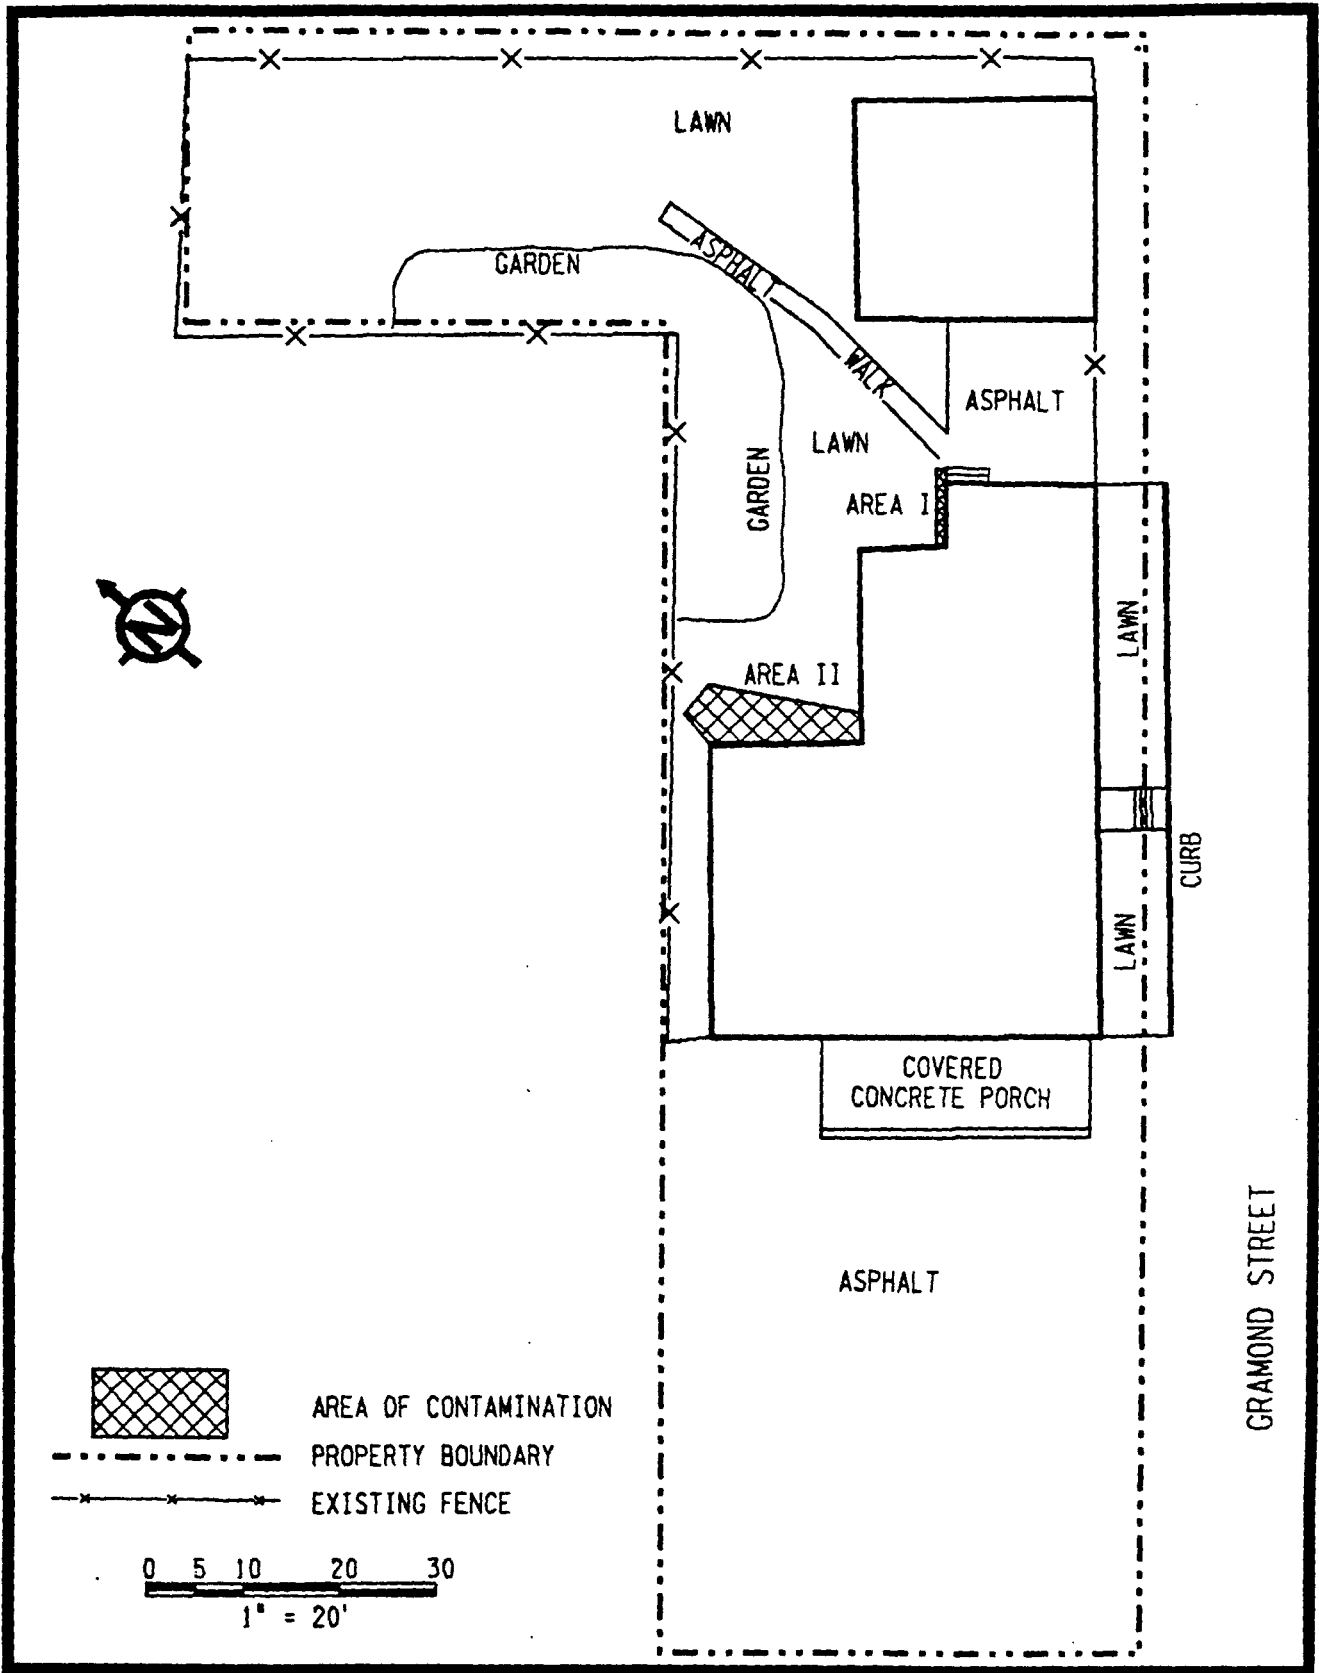 LAWN
ASPHALT WALK
GARDEN
ASPHALT
LAWN
GARDEN
AREA I
N
LAWN
AREA II
CURB
LAWN
COVERED
CONCRETE PORCH
GRAMOND STREET
ASPHALT
AREA OF CONTAMINATION
PROPERTY BOUNDARY
EXISTING FENCE
0 5 10 20 30
1" = 20'